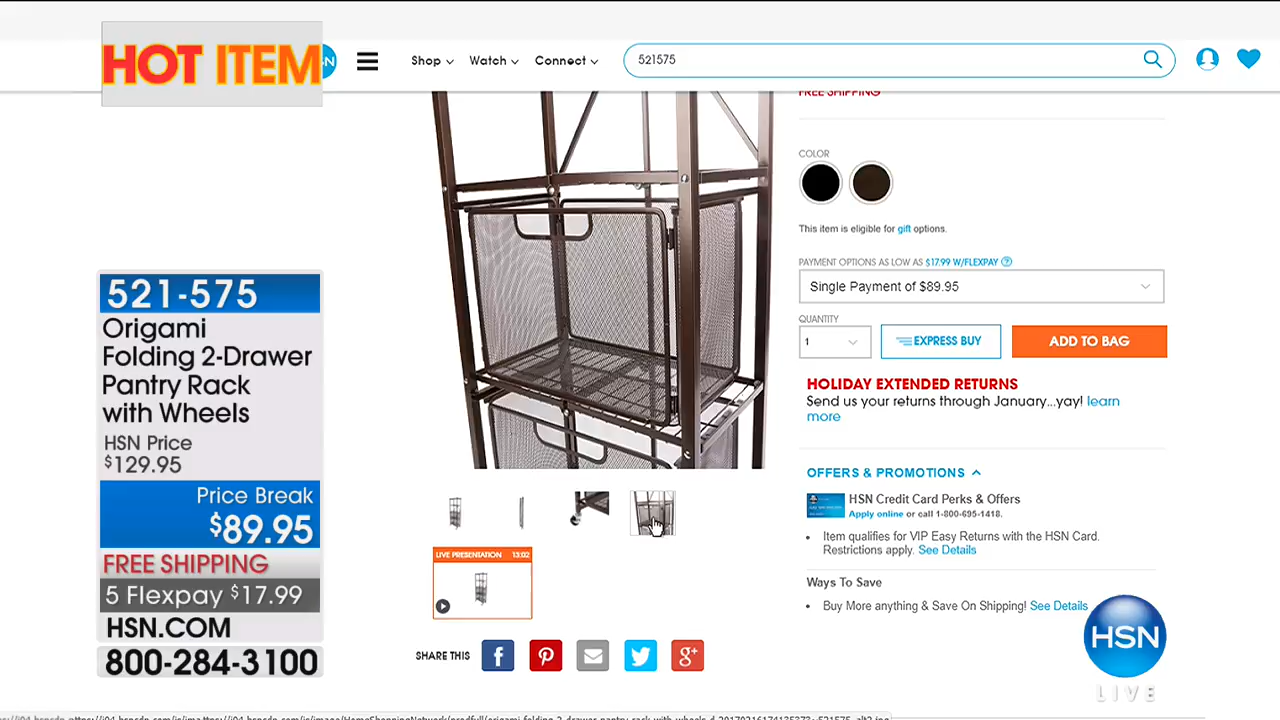 HOT ITEM
Shop
Watch
Connect
521575
FREE SHIPPING
COLOR
This item is eligible for gift options.
PAYMENT OPTIONS AS LOW AS $17.99 W/FLEXPAY ?
Single Payment of $89.95
QUANTITY
1
EXPRESS BUY
ADD TO BAG
HOLIDAY EXTENDED RETURNS
Send us your returns through January...yay! learn
more
OFFERS & PROMOTIONS
HSN Credit Card Perks & Offers
Apply online or call 1-800-695-1418.
• Item qualifies for VIP Easy Returns with the HSN Card.
Restrictions apply. See Details
Ways To Save
• Buy More anything & Save On Shipping! See Details
521-575
Origami
Folding 2-Drawer
Pantry Rack
with Wheels
HSN Price
$129.95
Price Break
$89.95
FREE SHIPPING
5 Flexpay $17.99
HSN.COM
800-284-3100
LIVE PRESENTATION 13:02
SHARE THIS
HSN
LIVE